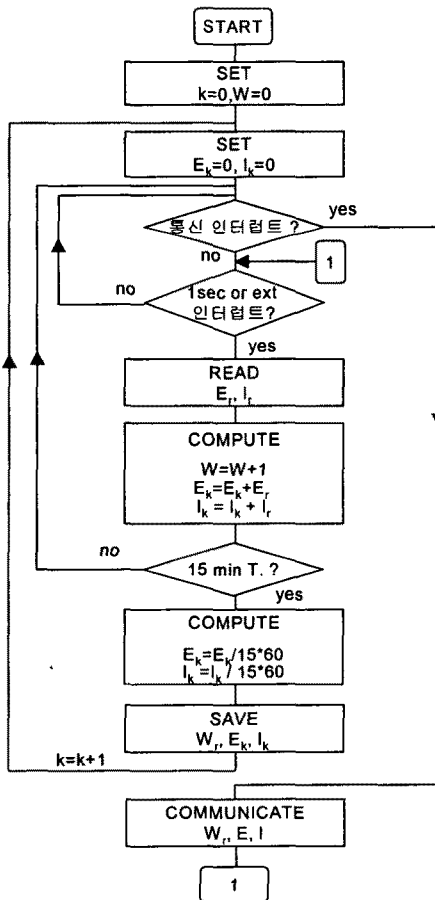 START
SET
k=0,W=0
SET
E_k=0, I_k=0
통신 인터럽트 ?
yes
no
1
1sec or ext
인터럽트?
no
yes
READ
E_r, I_r
COMPUTE
W=W+1
E_k=E_k+E_r
I_k = I_k + I_r
no
15 min T. ?
yes
COMPUTE
E_k=E_k/15*60
I_k=I_k / 15*60
SAVE
W_r, E_k, I_k
k=k+1
COMMUNICATE
W_r, E, I
1